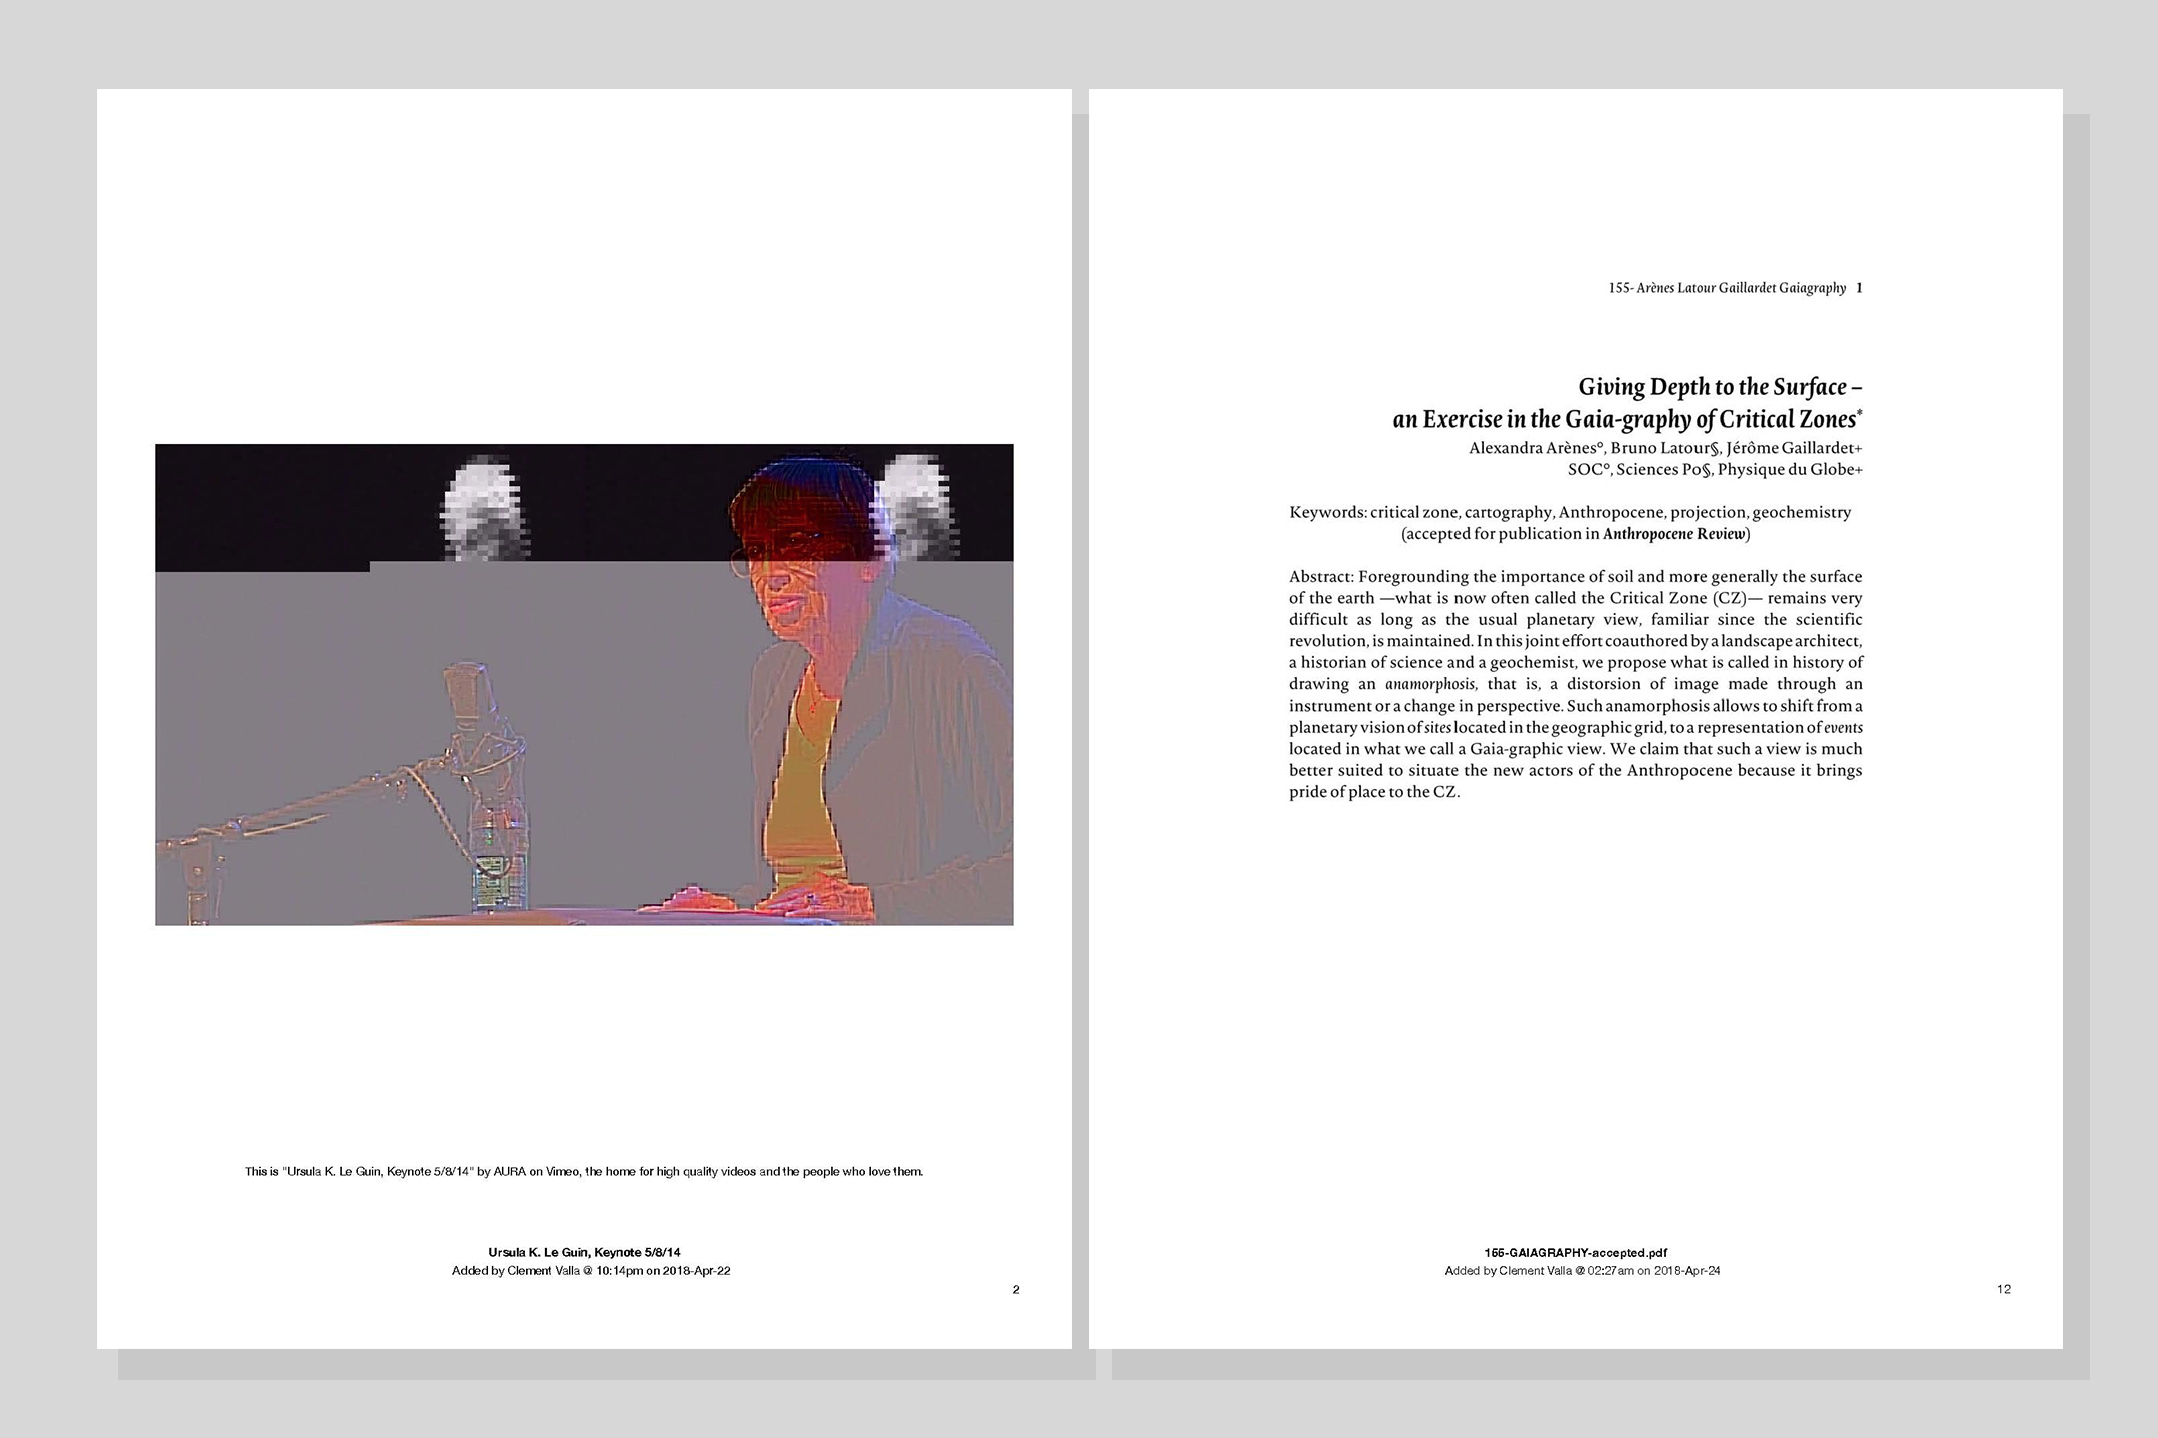 This is "Ursula K. Le Guin, Keynote 5/8/14" by AURA on Vimeo, the home for high quality videos and the people who love them.
Ursula K. Le Guin, Keynote 5/8/14
Added by Clement Valla @ 10:14pm on 2018-Apr-22
2
155- Arènes Latour Gaillardet Gaiagraphy 1
Giving Depth to the Surface –
an Exercise in the Gaia-graphy of Critical Zones*
Alexandra Arènes°, Bruno Latour§, Jérôme Gaillardet+
SOC°, Sciences Po§, Physique du Globe+
Keywords: critical zone, cartography, Anthropocene, projection, geochemistry
(accepted for publication in Anthropocene Review)
Abstract: Foregrounding the importance of soil and more generally the surface
of the earth —what is now often called the Critical Zone (CZ)— remains very
difficult as long as the usual planetary view, familiar since the scientific
revolution, is maintained. In this joint effort coauthored by a landscape architect,
a historian of science and a geochemist, we propose what is called in history of
drawing an anamorphosis, that is, a distorsion of image made through an
instrument or a change in perspective. Such anamorphosis allows to shift from a
planetary vision of sites located in the geographic grid, to a representation of events
located in what we call a Gaia-graphic view. We claim that such a view is much
better suited to situate the new actors of the Anthropocene because it brings
pride of place to the CZ.
155-GAIAGRAPHY-accepted.pdf
Added by Clement Valla @ 02:27am on 2018-Apr-24
12